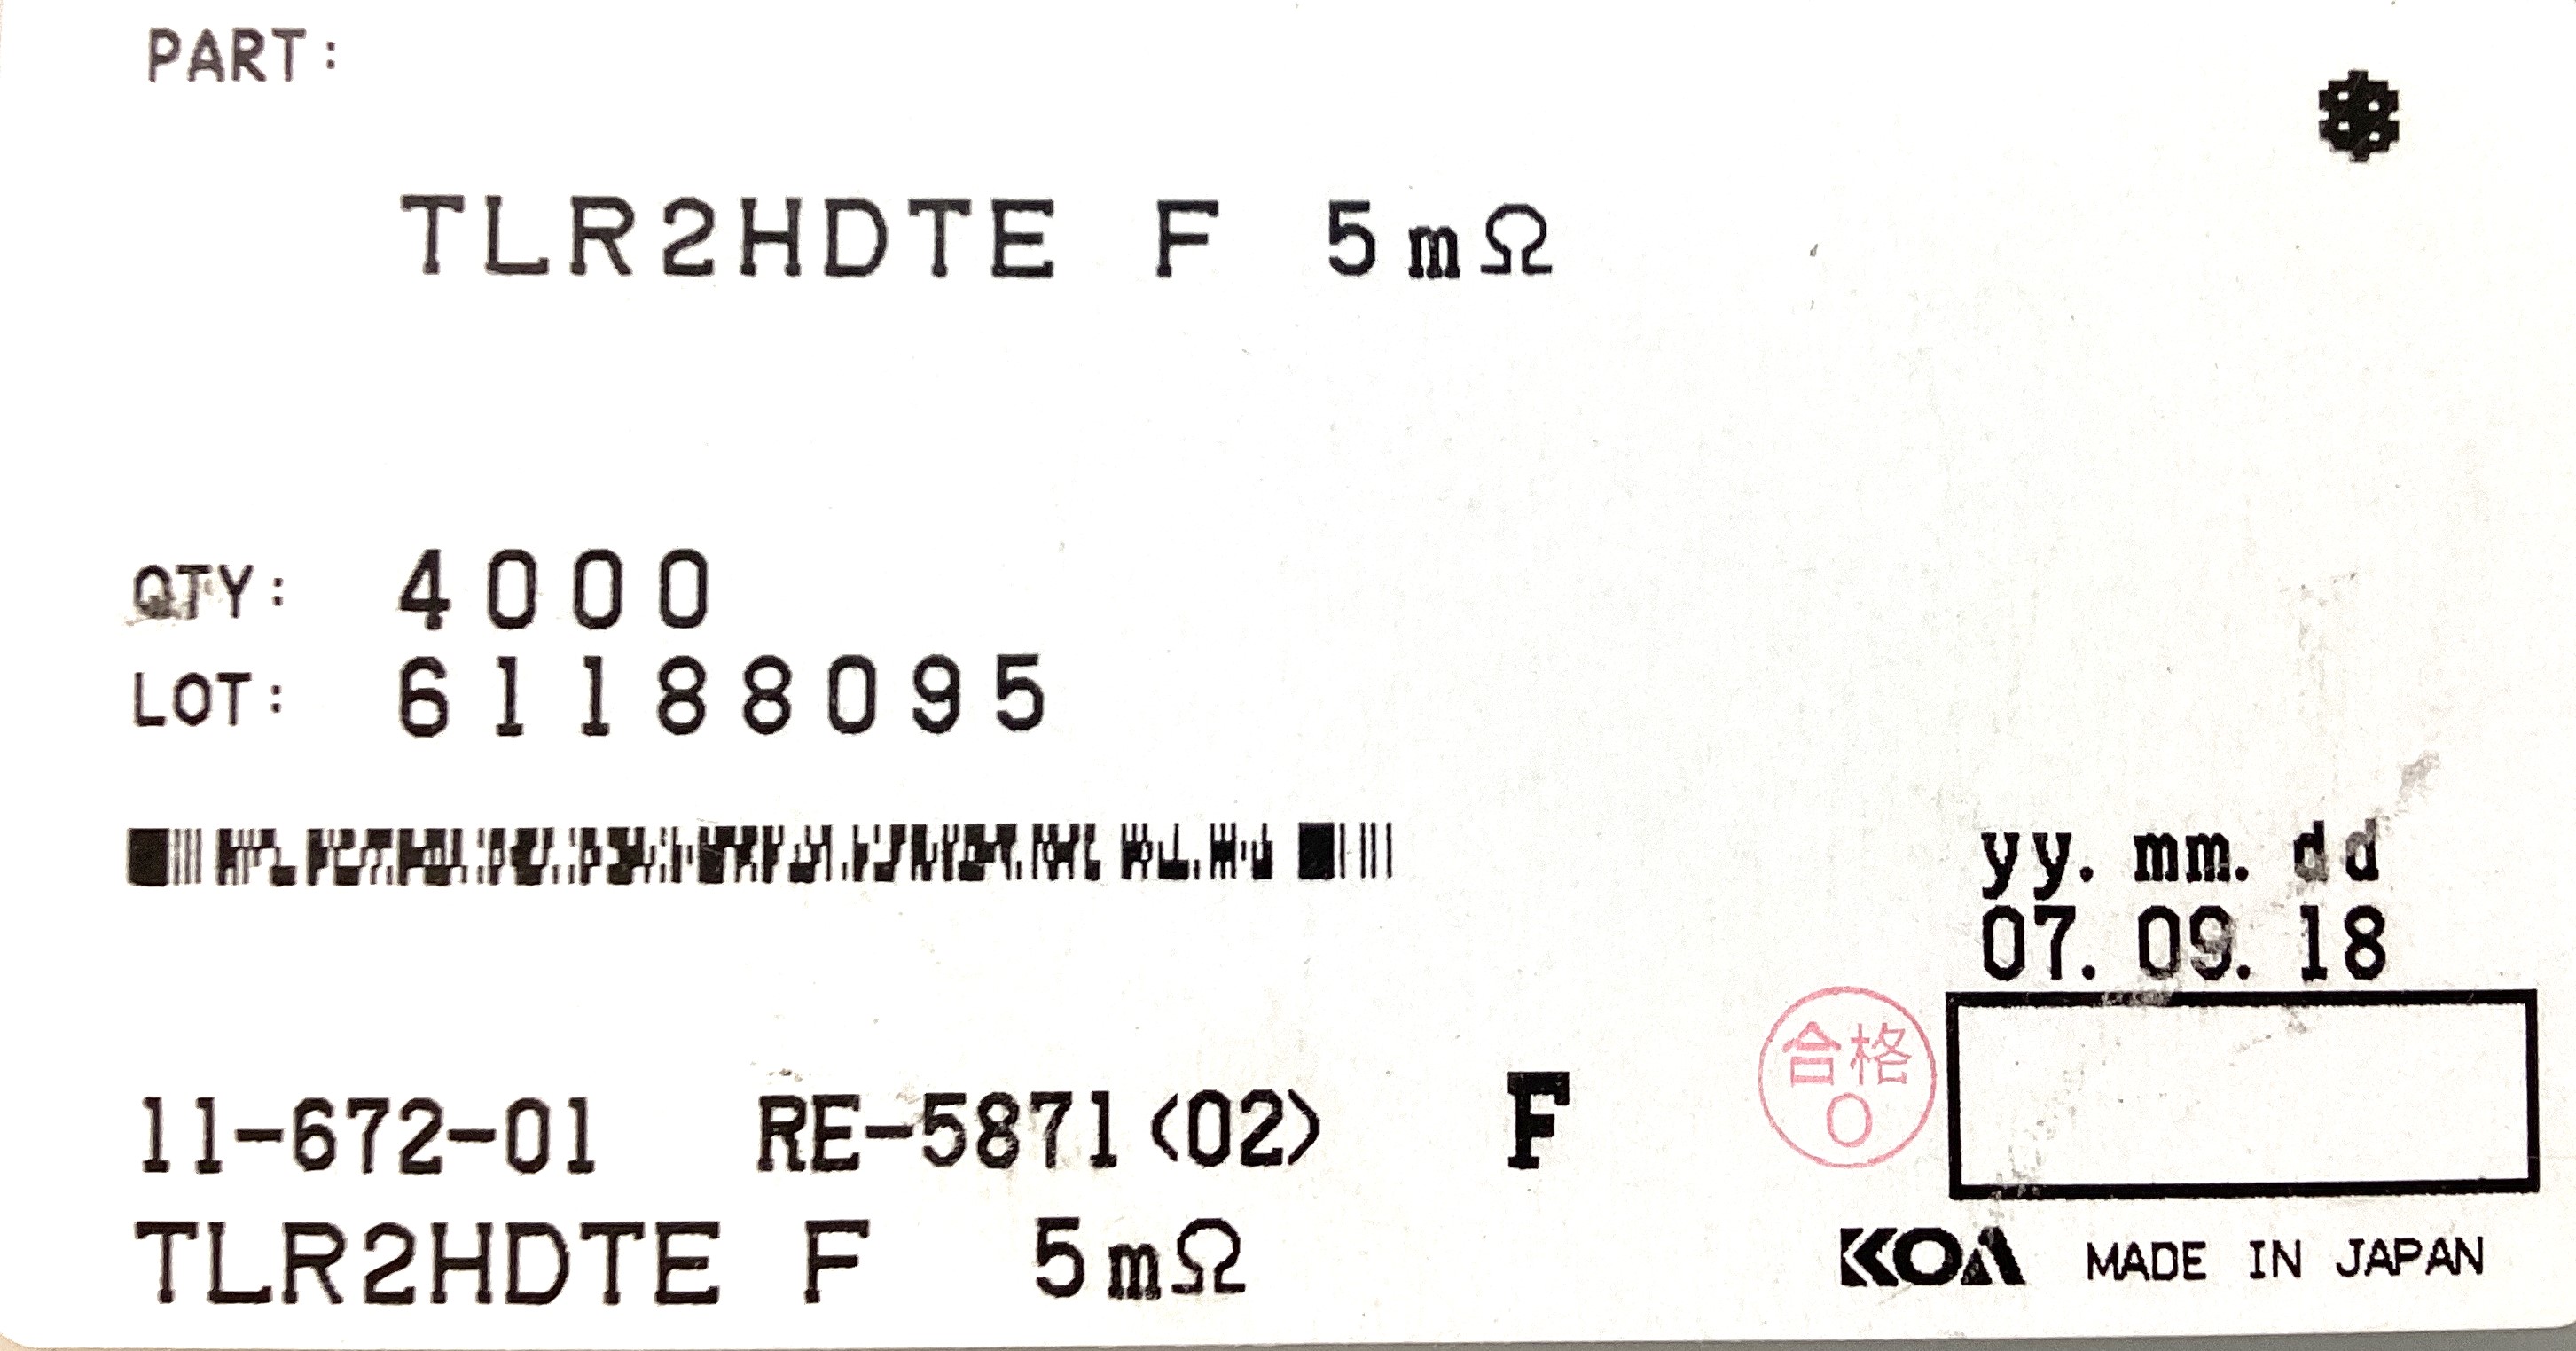 PART:
TLR2HDTE F 5mΩ
QTY: 4000
LOT: 61188095
yy. mm. dd
07. 09. 18
合格
O
11-672-01 RE-5871<02> F
TLR2HDTE F 5mΩ
KOA MADE IN JAPAN